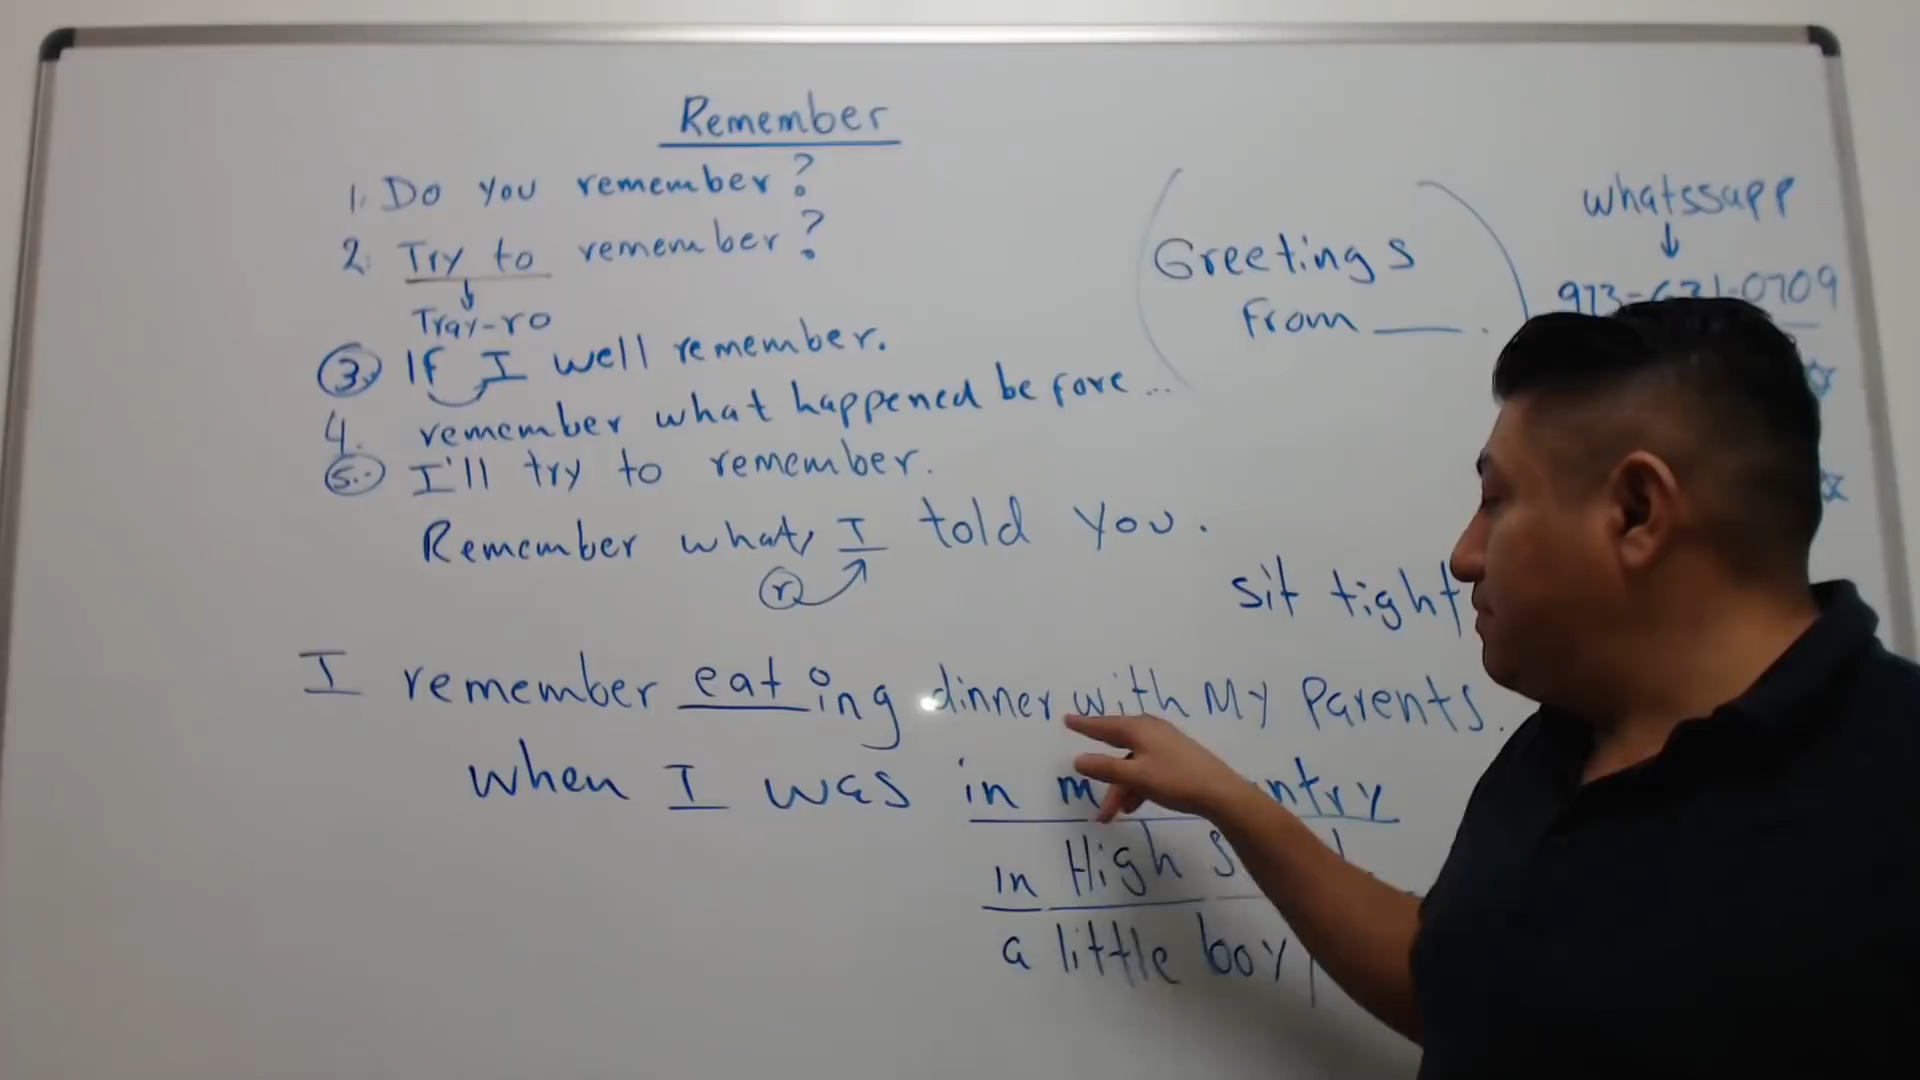 Remember
1. Do you remember?
2. Try to remember?
Tray-ro
3. If I well remember.
4. remember what happened before ...
5. I'll try to remember.
Remember what I told you.
r
I remember eating dinner with My Parents.
when I was in my
in High
a little boy
Greetings
From ___.
whatssapp
sit tight